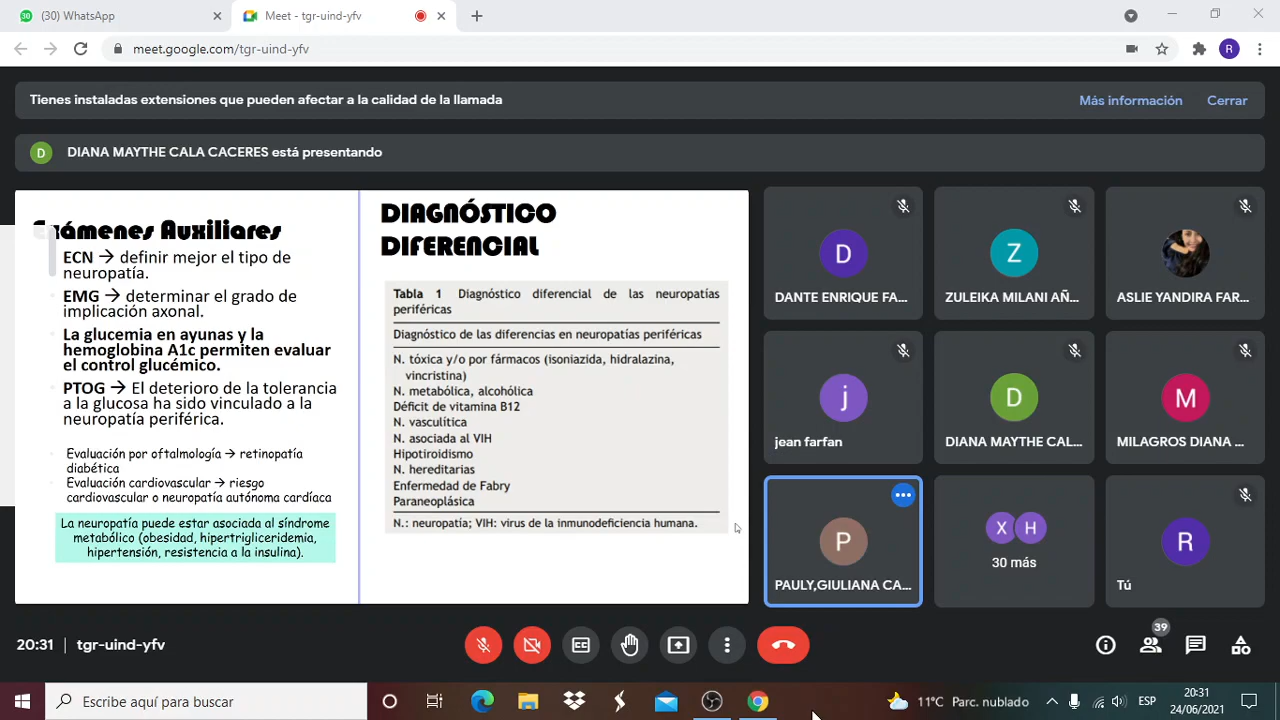 (30) WhatsApp
Meet - tgr-uind-yfv
meet.google.com/tgr-uind-yfv
R
Tienes instaladas extensiones que pueden afectar a la calidad de la llamada
Más información
Cerrar
D
DIANA MAYTHE CALA CACERES está presentando
Exámenes Auxiliares
ECN → definir mejor el tipo de
neuropatía.
EMG → determinar el grado de
implicación axonal.
La glucemia en ayunas y la
hemoglobina A1c permiten evaluar
el control glucémico.
PTOG → El deterioro de la tolerancia
a la glucosa ha sido vinculado a la
neuropatía periférica.
Evaluación por oftalmología → retinopatía
diabética
Evaluación cardiovascular → riesgo
cardiovascular o neuropatía autónoma cardíaca
La neuropatía puede estar asociada al síndrome
metabólico (obesidad, hipertrigliceridemia,
hipertensión, resistencia a la insulina).
DIAGNÓSTICO
DIFERENCIAL
Tabla 1 Diagnóstico diferencial de las neuropatías
periféricas
Diagnóstico de las diferencias en neuropatías periféricas
N. tóxica y/o por fármacos (isoniazida, hidralazina,
vincristina)
N. metabólica, alcohólica
Déficit de vitamina B12
N. vasculítica
N. asociada al VIH
Hipotiroidismo
N. hereditarias
Enfermedad de Fabry
Paraneoplásica
N.: neuropatía; VIH: virus de la inmunodeficiencia humana.
D
DANTE ENRIQUE FA...
Z
ZULEIKA MILANI AÑ...
ASLIE YANDIRA FAR...
j
jean farfan
D
DIANA MAYTHE CAL...
M
MILAGROS DIANA ...
P
PAULY,GIULIANA CA...
X H
30 más
R
Tú
20:31 | tgr-uind-yfv
39
Escribe aquí para buscar
11°C Parc. nublado
ESP
20:31
24/06/2021